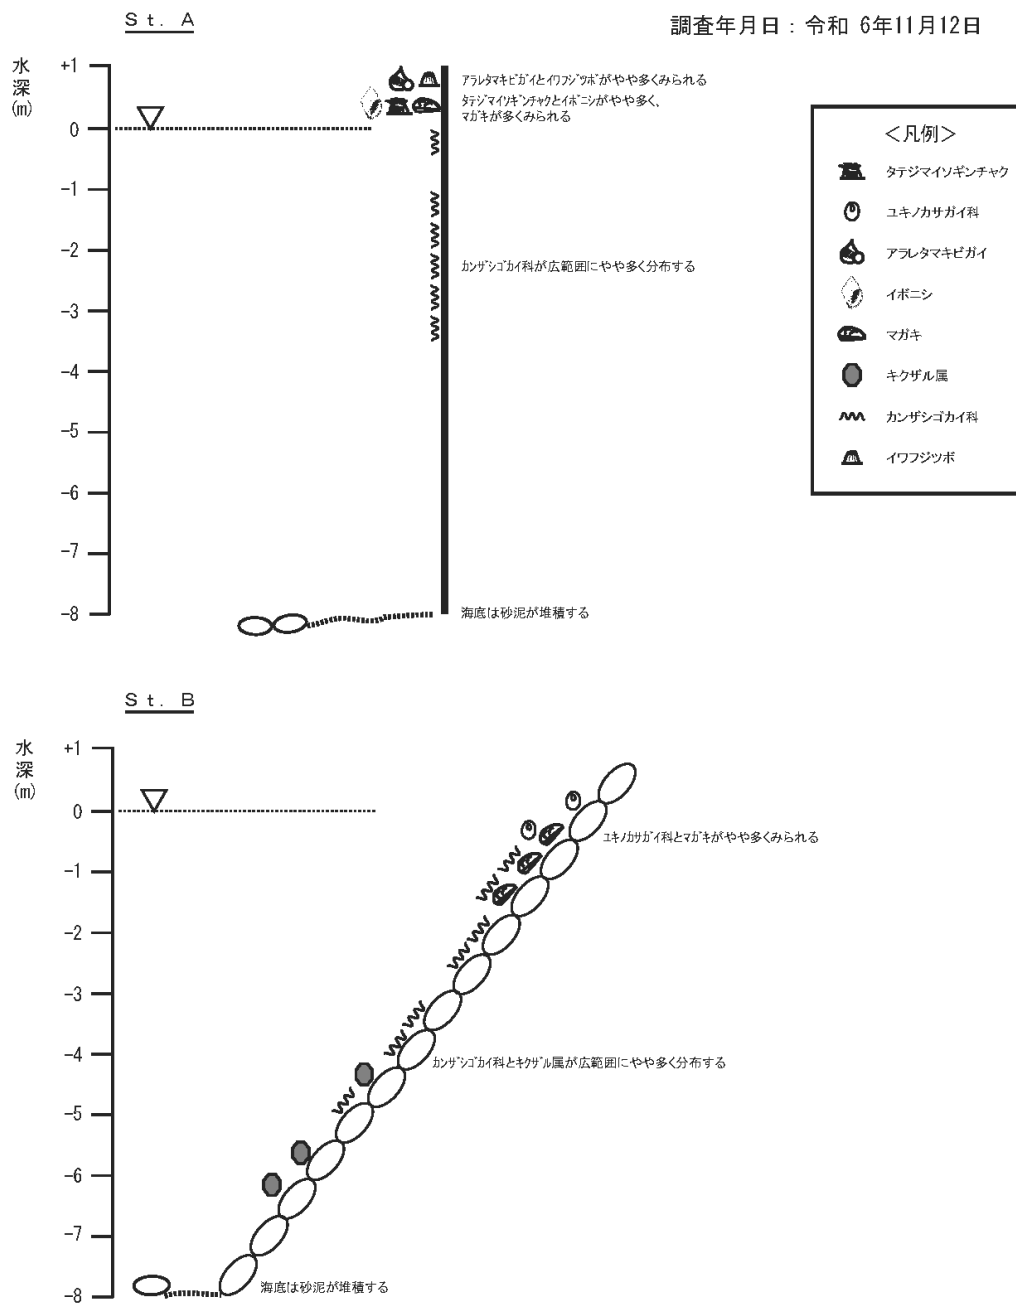 St. A
調査年月日：令和 6年11月12日
水深(m)
+1
0
-1
-2
-3
-4
-5
-6
-7
-8
ｱﾗﾚﾀﾏｷﾋﾞｶﾞｲとｲﾜﾌｼﾞﾂﾎﾞがやや多くみられる
ﾀﾃｼﾞﾏｲｿｷﾞﾝﾁｬｸとｲﾎﾞﾆｼがやや多く、
ﾏｶﾞｷが多くみられる
ｶﾝｻﾞｼｺﾞｶｲ科が広範囲にやや多く分布する
海底は砂泥が堆積する
＜凡例＞
タテジマイソギンチャク
ユキノカサガイ科
アラレタマキビガイ
イボニシ
マガキ
キクザル属
カンザシゴカイ科
イワフジツボ
St. B
水深(m)
+1
0
-1
-2
-3
-4
-5
-6
-7
-8
ﾕｷﾉｶｻｶﾞｲ科とﾏｶﾞｷがやや多くみられる
ｶﾝｻﾞｼｺﾞｶｲ科とｷｸｻﾞﾙ属が広範囲にやや多く分布する
海底は砂泥が堆積する